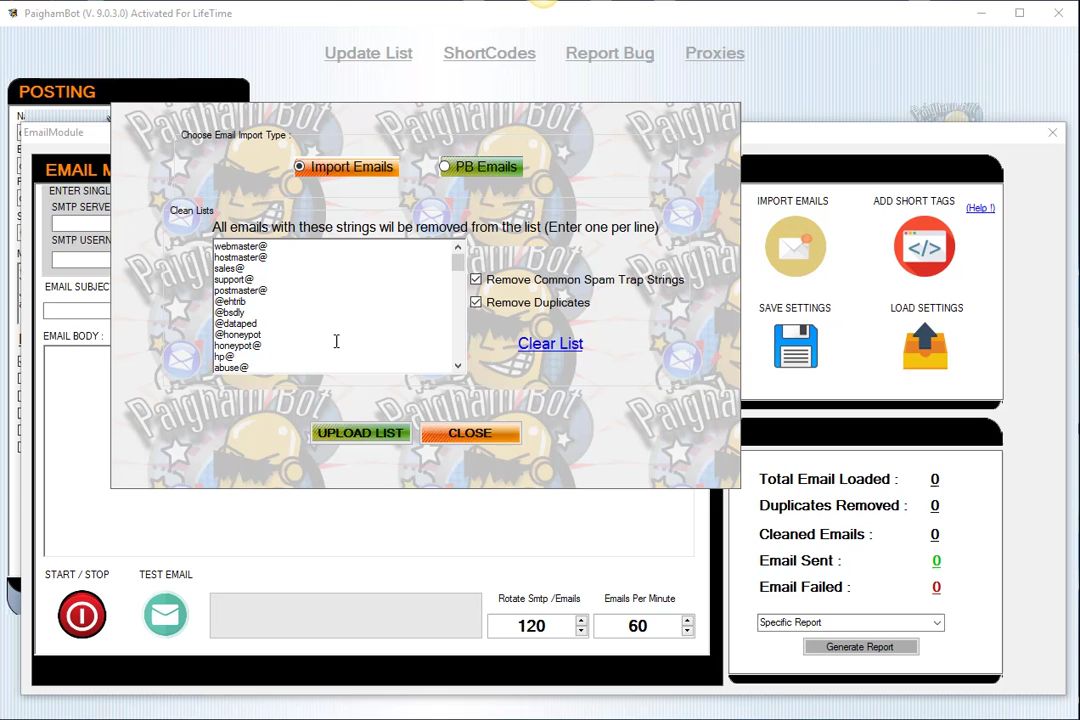 PaighamBot (V. 9.0.3.0) Activated For LifeTime
Update List
ShortCodes
Report Bug
Proxies
POSTING
EmailModule
EMAIL M
ENTER SINGL
SMTP SERVE
SMTP USERN
EMAIL SUBJEC
EMAIL BODY :
Choose Email Import Type :
Import Emails
PB Emails
Clean Lists
All emails with these strings wil be removed from the list (Enter one per line)
webmaster@
hostmaster@
sales@
support@
postmaster@
@ehtrib
@bsdly
@dataped
@honeypot
honeypot@
hp@
abuse@
Remove Common Spam Trap Strings
Remove Duplicates
Clear List
UPLOAD LIST
CLOSE
IMPORT EMAILS
ADD SHORT TAGS
(Help !)
SAVE SETTINGS
LOAD SETTINGS
Total Email Loaded : 0
Duplicates Removed : 0
Cleaned Emails : 0
Email Sent : 0
Email Failed : 0
Specific Report
Generate Report
START / STOP
TEST EMAIL
Rotate Smtp /Emails
120
Emails Per Minute
60
PaighamBot
PaighamBot
PaighamBot
PaighamBot